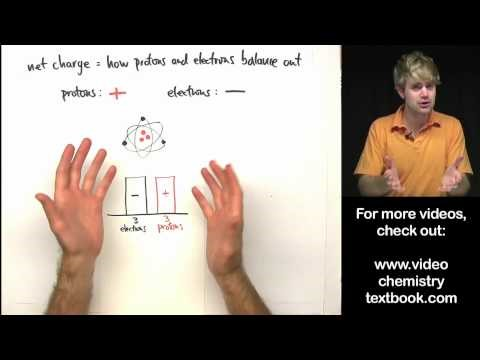 net charge = how protons and electrons balance out
protons: + electrons: −
− +
3 3
electrons protons
For more videos,
check out:
www.video
chemistry
textbook.com